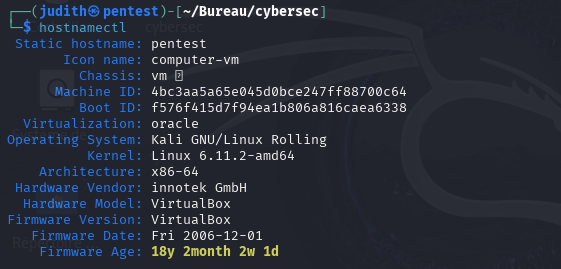 ┌──(judith㉿pentest)-[~/Bureau/cybersec]
└─$ hostnamectl
Static hostname: pentest
Icon name: computer-vm
Chassis: vm
Machine ID: 4bc3aa5a65e045d0bce247ff88700c64
Boot ID: f576f415d7f94ea1b806a816caea6338
Virtualization: oracle
Operating System: Kali GNU/Linux Rolling
Kernel: Linux 6.11.2-amd64
Architecture: x86-64
Hardware Vendor: innotek GmbH
Hardware Model: VirtualBox
Firmware Version: VirtualBox
Firmware Date: Fri 2006-12-01
Firmware Age: 18y 2month 2w 1d